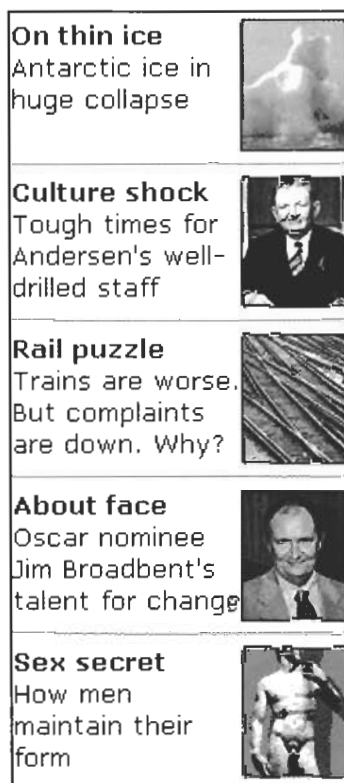 On thin ice
Antarctic ice in
huge collapse
Culture shock
Tough times for
Andersen's well-
drilled staff
Rail puzzle
Trains are worse.
But complaints
are down. Why?
About face
Oscar nominee
Jim Broadbent's
talent for change
Sex secret
How men
maintain their
form